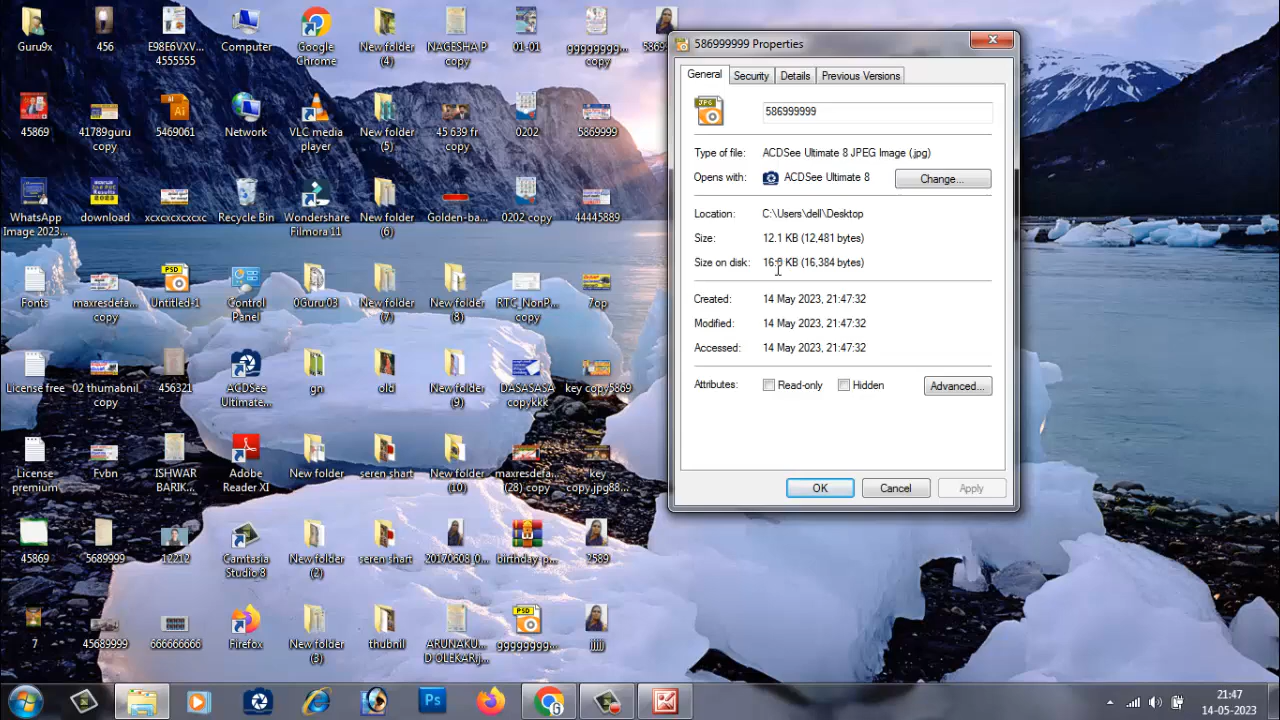 Guru9x
456
E98E6VXV...
4555555
Computer
Google
Chrome
New folder
(4)
NAGESHA P
copy
01-01
ggggggggg...
copy
45869
41789guru
copy
5469061
Network
VLC media
player
New folder
(5)
45 639 fr
copy
0202
5869999
WhatsApp
Image 2023...
download
xcxcxcxcxc
Recycle Bin
Wondershare
Filmora 11
New folder
(6)
Golden-ba...
0202 copy
44445889
Fonts
maxresdefa...
copy
Untitled-1
Control
Panel
0Guru 03
New folder
(7)
New folder
(8)
RTC_NonP...
copy
7op
License free
02 thumabnil
copy
456321
ACDSee
Ultimate...
gn
old
New folder
(9)
DASASASA
copykkk
key copy5869
License
premium
Fvbn
ISHWAR
BARIK...
Adobe
Reader XI
New folder
seren shart
New folder
(10)
maxresdefa...
(28) copy
key
copy.jpg88...
45869
5689999
12212
Camtasia
Studio 8
New folder
(2)
seren shart
20170608 (0...
birthday p...
2589
7
45689999
666666666
Firefox
New folder
(3)
thubnil
ARUNAKU...
D OLEKAR.j...
ggggggggg...
jjjjj
586999999 Properties
General
Security
Details
Previous Versions
JPG
586999999
Type of file: ACDSee Ultimate 8 JPEG Image (.jpg)
Opens with: ACDSee Ultimate 8 Change...
Location: C:\Users\dell\Desktop
Size: 12.1 KB (12,481 bytes)
Size on disk: 16.0 KB (16,384 bytes)
Created: 14 May 2023, 21:47:32
Modified: 14 May 2023, 21:47:32
Accessed: 14 May 2023, 21:47:32
Attributes: Read-only Hidden Advanced...
OK Cancel Apply
21:47
14-05-2023